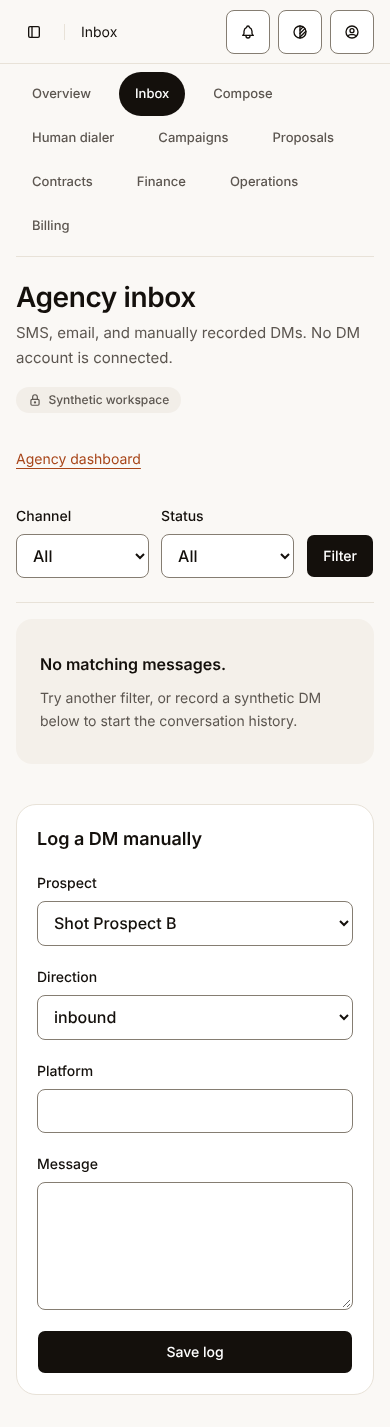 Inbox
Overview Inbox Compose
Human dialer Campaigns Proposals
Contracts Finance Operations
Billing
Agency inbox
SMS, email, and manually recorded DMs. No DM
account is connected.
Synthetic workspace
Agency dashboard
Channel Status
All All Filter
No matching messages.
Try another filter, or record a synthetic DM
below to start the conversation history.
Log a DM manually
Prospect
Shot Prospect B
Direction
inbound
Platform
Message
Save log